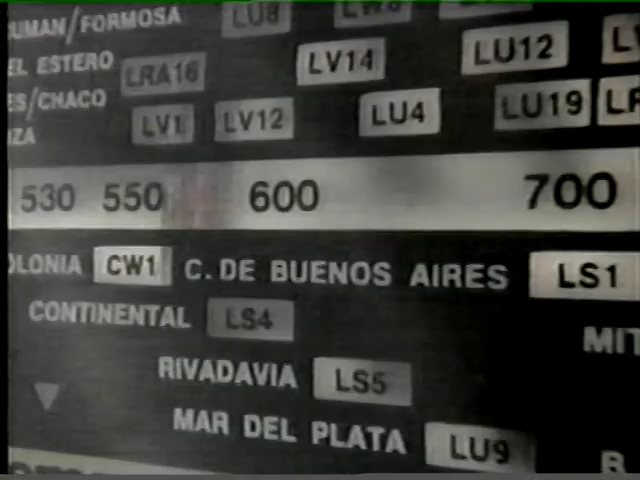 UMAN/FORMOSA LU8 LW8
EL ESTERO LRA16 LV14 LU12
ES/CHACO LV1 LV12 LU4 LU19
ZA
530 550 600 700
OLONIA CW1 C. DE BUENOS AIRES LS1
CONTINENTAL LS4 MIT
RIVADAVIA LS5
MAR DEL PLATA LU9